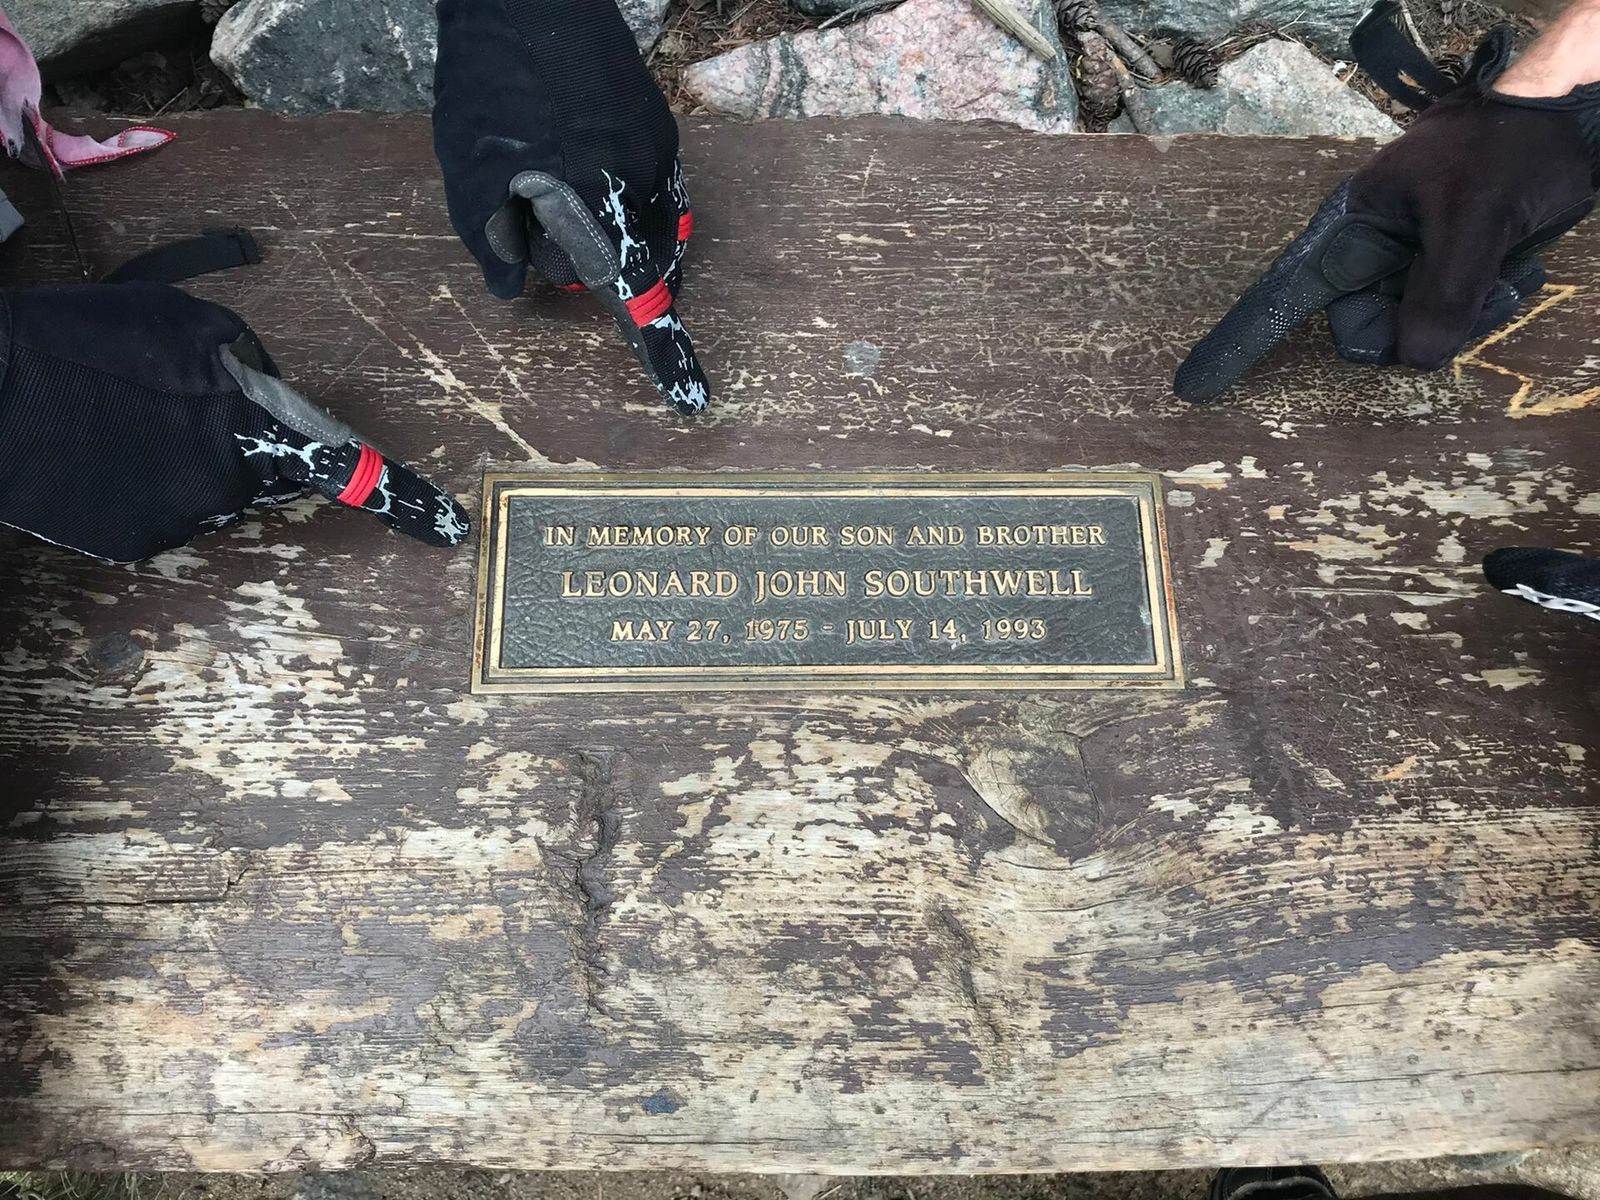 IN MEMORY OF OUR SON AND BROTHER
LEONARD JOHN SOUTHWELL
MAY 27, 1975 - JULY 14, 1993